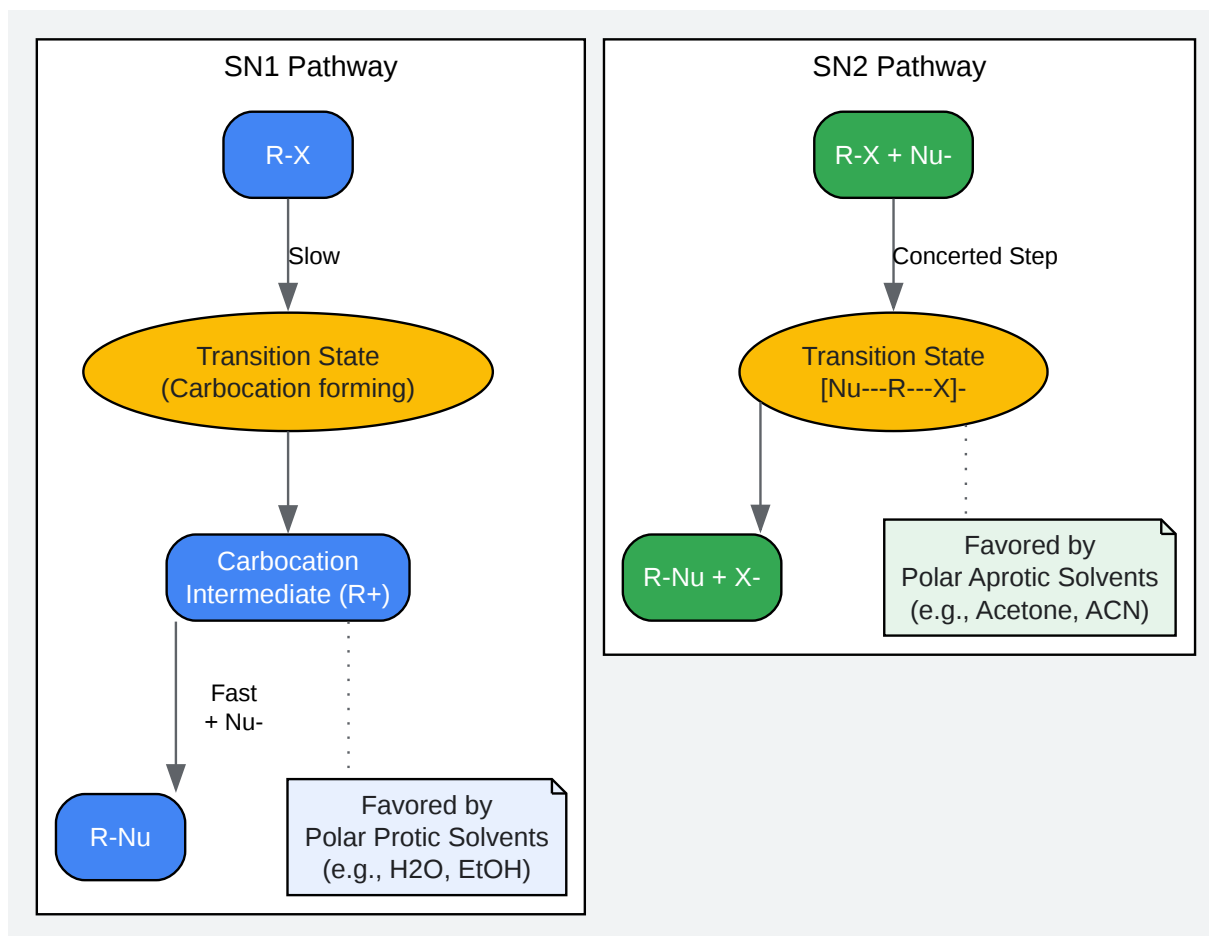 SN1 Pathway
R-X
Slow
Transition State
(Carbocation forming)
Carbocation
Intermediate (R+)
Fast
+ Nu-
R-Nu
Favored by
Polar Protic Solvents
(e.g., H2O, EtOH)
SN2 Pathway
R-X + Nu-
Concerted Step
Transition State
[Nu---R---X]-
R-Nu + X-
Favored by
Polar Aprotic Solvents
(e.g., Acetone, ACN)